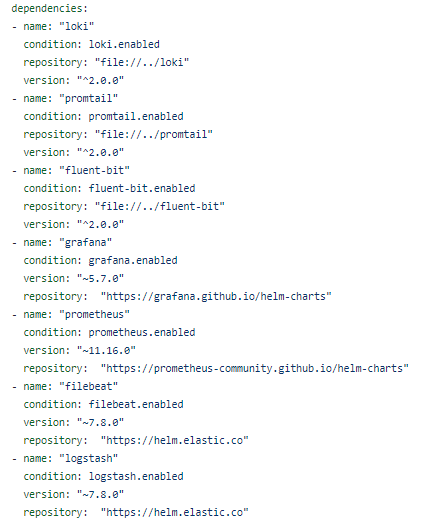 dependencies:
- name: "loki"
  condition: loki.enabled
  repository: "file://../loki"
  version: "^2.0.0"
- name: "promtail"
  condition: promtail.enabled
  repository: "file://../promtail"
  version: "^2.0.0"
- name: "fluent-bit"
  condition: fluent-bit.enabled
  repository: "file://../fluent-bit"
  version: "^2.0.0"
- name: "grafana"
  condition: grafana.enabled
  version: "~5.7.0"
  repository:  "https://grafana.github.io/helm-charts"
- name: "prometheus"
  condition: prometheus.enabled
  version: "~11.16.0"
  repository:  "https://prometheus-community.github.io/helm-charts"
- name: "filebeat"
  condition: filebeat.enabled
  version: "~7.8.0"
  repository:  "https://helm.elastic.co"
- name: "logstash"
  condition: logstash.enabled
  version: "~7.8.0"
  repository:  "https://helm.elastic.co"